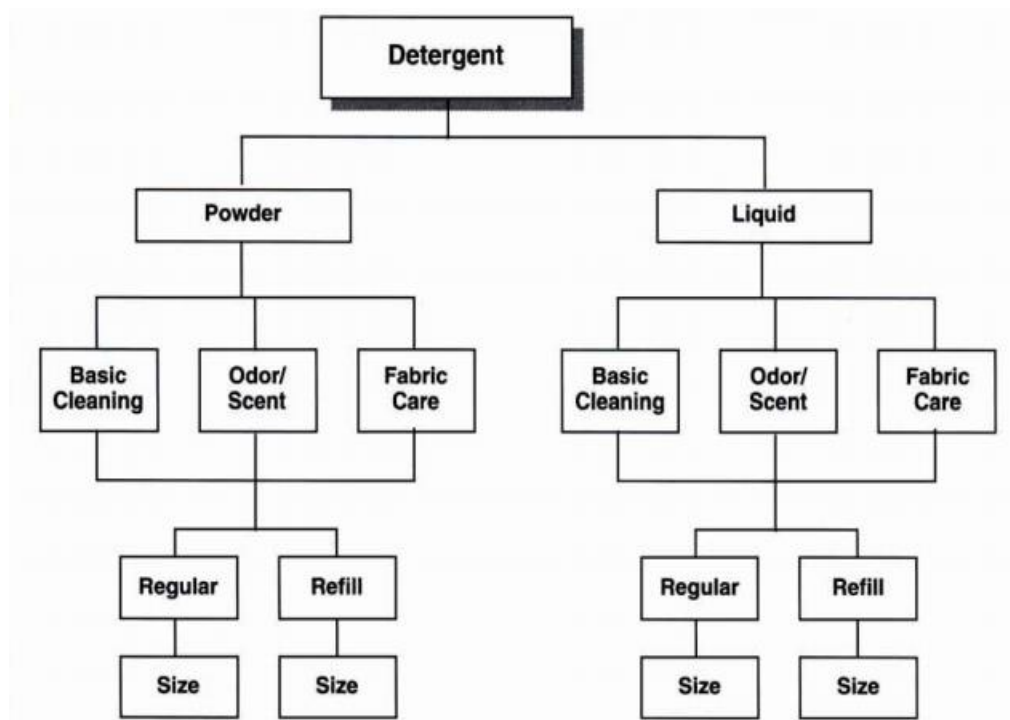 Detergent
Powder
Liquid
Basic
Cleaning
Odor/
Scent
Fabric
Care
Basic
Cleaning
Odor/
Scent
Fabric
Care
Regular
Refill
Regular
Refill
Size
Size
Size
Size